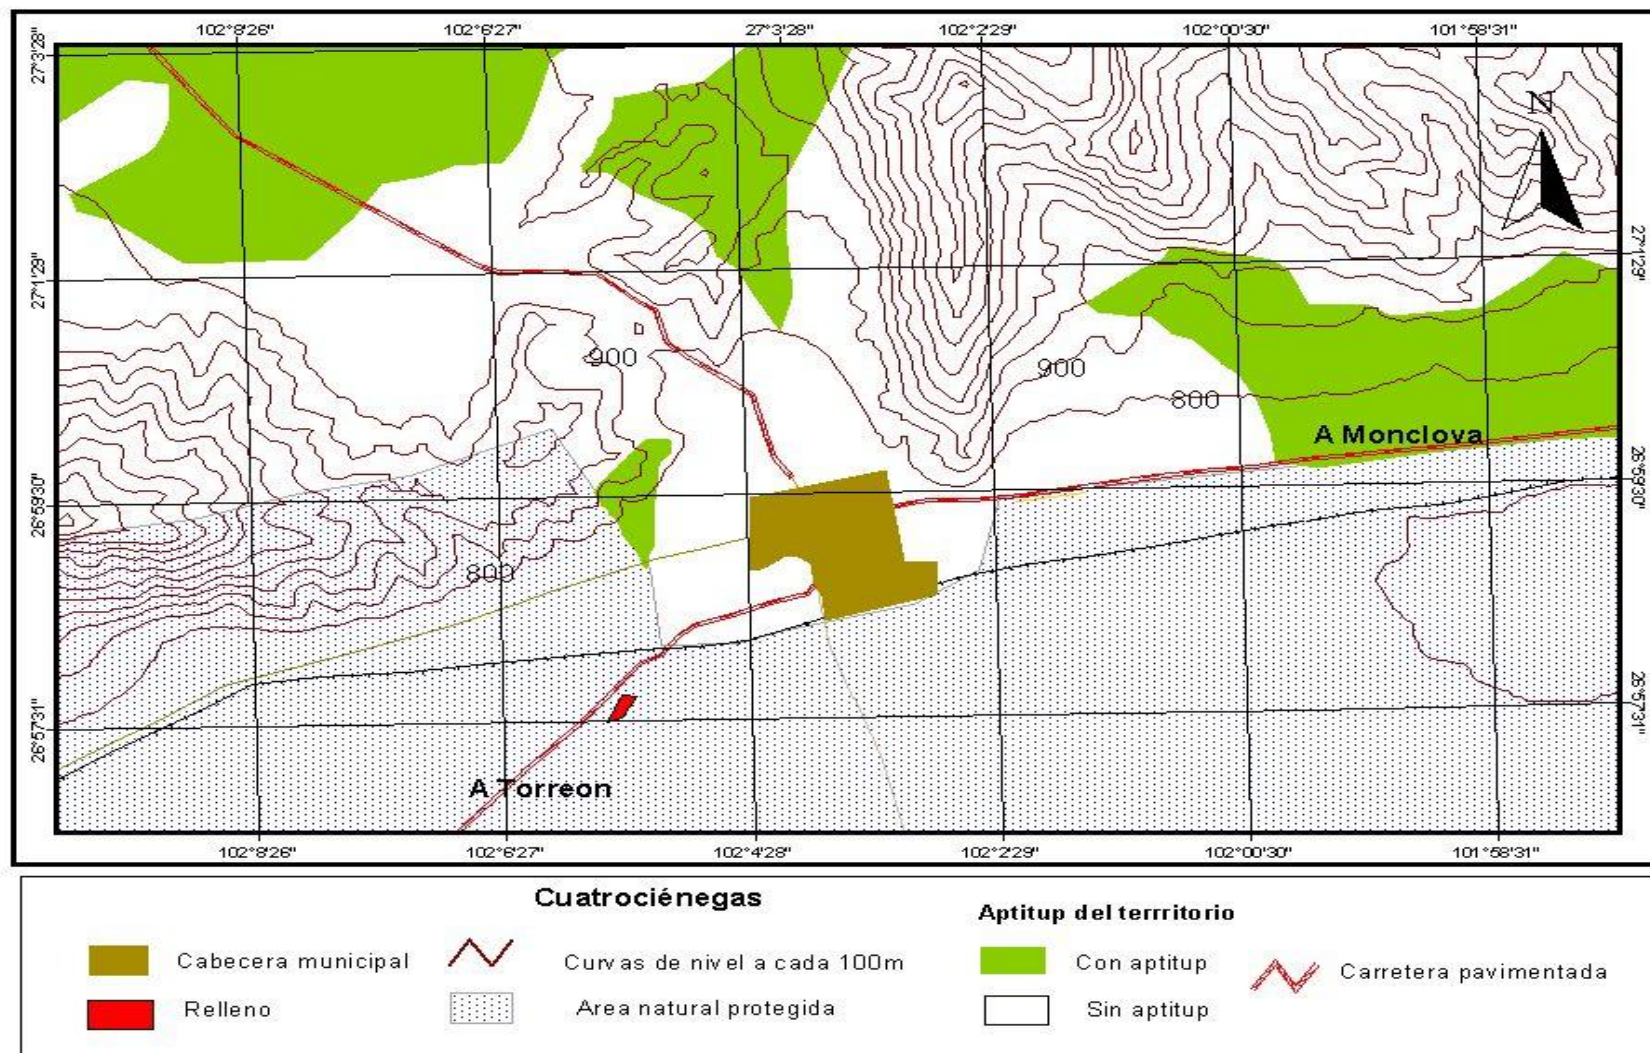 102°8'26" 102°6'27" 27°3'28" 102°2'29" 102°00'30" 101°58'31"
27°3'28"
N
27°1'29" 27°1'29"
900 900
800
A Monclova
26°59'30" 26°59'30"
800
26°57'31" 26°57'31"
A Torreon
102°8'26" 102°6'27" 102°4'28" 102°2'29" 102°00'30" 101°58'31"
Cuatrociénegas
Aptitup del terrritorio
Cabecera municipal Curvas de nivel a cada 100m Con aptitup Carretera pavimentada
Relleno Area natural protegida Sin aptitup